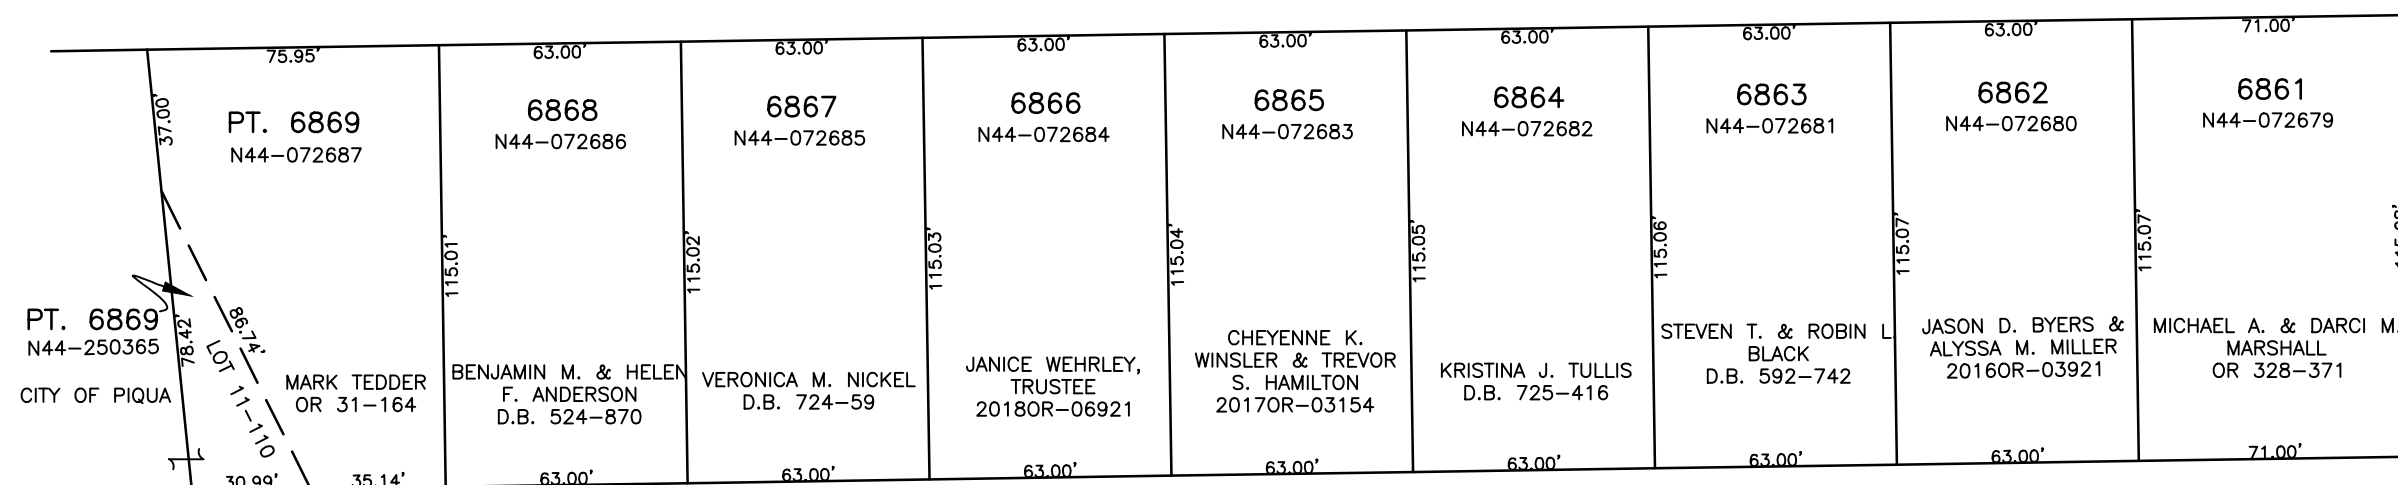 75.95'
63.00'
63.00'
63.00'
63.00'
63.00'
63.00'
63.00'
71.00'
37.00'
PT. 6869
N44-072687
6868
N44-072686
6867
N44-072685
6866
N44-072684
6865
N44-072683
6864
N44-072682
6863
N44-072681
6862
N44-072680
6861
N44-072679
115.01'
115.02'
115.03'
115.04'
115.05'
115.06'
115.07'
115.07'
PT. 6869
N44-250365
CITY OF PIQUA
78.42'
86.74'
LOT 11-110
MARK TEDDER
OR 31-164
BENJAMIN M. & HELEN
F. ANDERSON
D.B. 524-870
VERONICA M. NICKEL
D.B. 724-59
JANICE WEHRLEY,
TRUSTEE
2018OR-06921
CHEYENNE K.
WINSLER & TREVOR
S. HAMILTON
2017OR-03154
KRISTINA J. TULLIS
D.B. 725-416
STEVEN T. & ROBIN L.
BLACK
D.B. 592-742
JASON D. BYERS &
ALYSSA M. MILLER
2016OR-03921
MICHAEL A. & DARCI M.
MARSHALL
OR 328-371
30.99'
35.14'
63.00'
63.00'
63.00'
63.00'
63.00'
63.00'
63.00'
71.00'